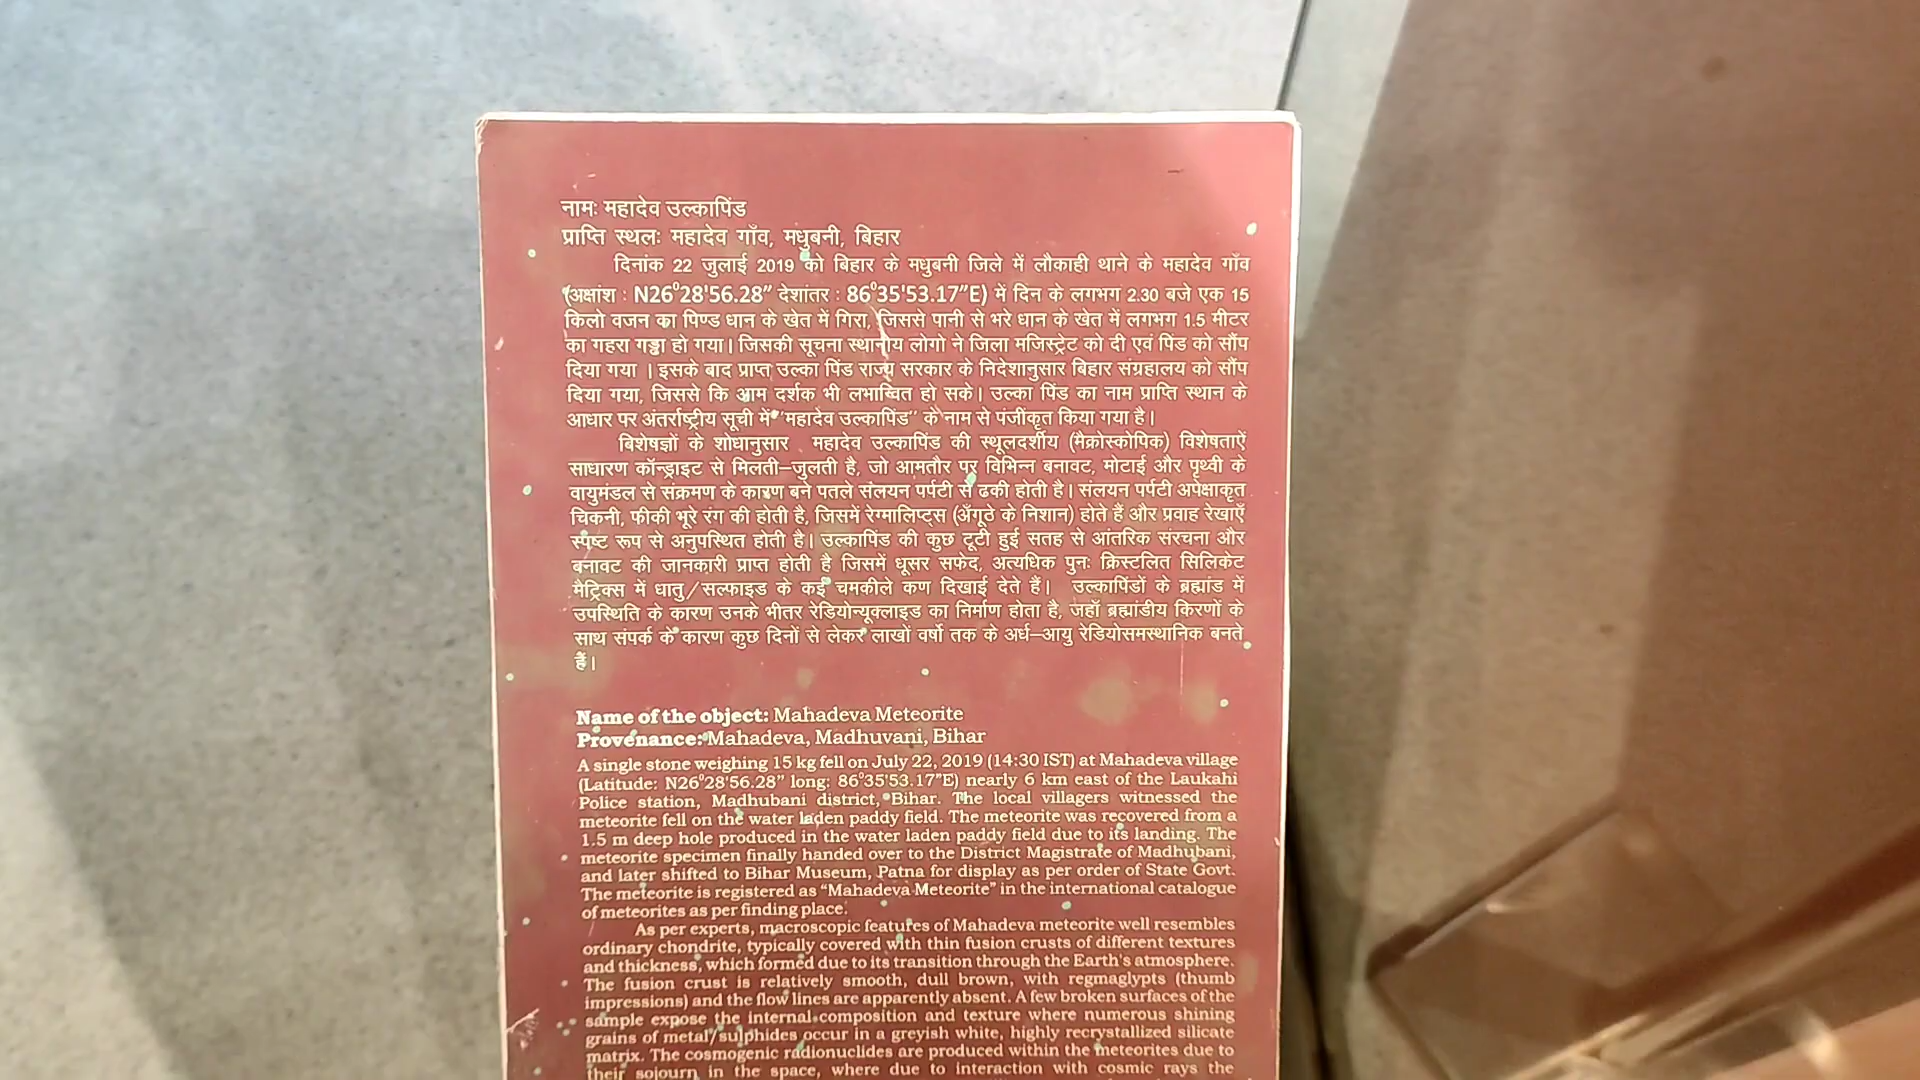 नामः महादेव उल्कापिंड
प्राप्ति स्थलः महादेव गाँव, मधुबनी, बिहार
दिनांक 22 जुलाई 2019 को बिहार के मधुबनी जिले में लौकाही थाने के महादेव गाँव
(अक्षांश : N26⁰28'56.28" देशांतर : 86⁰35'53.17"E) में दिन के लगभग 2.30 बजे एक 15
किलो वजन का पिण्ड धान के खेत में गिरा, जिससे पानी से भरे धान के खेत में लगभग 1.5 मीटर
का गहरा गड्ढा हो गया। जिसकी सूचना स्थानीय लोगो ने जिला मजिस्ट्रेट को दी एवं पिंड को सौंप
दिया गया । इसके बाद प्राप्त उल्का पिंड राज्य सरकार के निदेशानुसार बिहार संग्रहालय को सौंप
दिया गया, जिससे कि आम दर्शक भी लभान्वित हो सके। उल्का पिंड का नाम प्राप्ति स्थान के
आधार पर अंतर्राष्ट्रीय सूची में "महादेव उल्कापिंड" के नाम से पंजीकृत किया गया है।
बिशेषज्ञों के शोधानुसार महादेव उल्कापिंड की स्थूलदर्शीय (मैक्रोस्कोपिक) विशेषताऐं
साधारण कॉन्ड्राइट से मिलती–जुलती है, जो आमतौर पर विभिन्न बनावट, मोटाई और पृथ्वी के
वायुमंडल से संक्रमण के कारण बने पतले संलयन पर्पटी से ढकी होती है। संलयन पर्पटी अपेक्षाकृत
चिकनी, फीकी भूरे रंग की होती है, जिसमें रेग्मालिप्ट्स (अँगूठे के निशान) होते हैं और प्रवाह रेखाएँ
स्पष्ट रूप से अनुपस्थित होती है। उल्कापिंड की कुछ टूटी हुई सतह से आंतरिक संरचना और
बनावट की जानकारी प्राप्त होती है जिसमें धूसर सफेद, अत्यधिक पुनः क्रिस्टलित सिलिकेट
मैट्रिक्स में धातु/सल्फाइड के कई चमकीले कण दिखाई देते हैं। उल्कापिंडों के ब्रह्मांड में
उपस्थिति के कारण उनके भीतर रेडियोन्यूक्लाइड का निर्माण होता है, जहाँ ब्रह्मांडीय किरणों के
साथ संपर्क के कारण कुछ दिनों से लेकर लाखों वर्षो तक के अर्ध–आयु रेडियोसमस्थानिक बनते
हैं।
Name of the object: Mahadeva Meteorite
Provenance: Mahadeva, Madhuvani, Bihar
A single stone weighing 15 kg fell on July 22, 2019 (14:30 IST) at Mahadeva village
(Latitude: N26⁰28'56.28" long: 86⁰35'53.17"E) nearly 6 km east of the Laukahi
Police station, Madhubani district, Bihar. The local villagers witnessed the
meteorite fell on the water laden paddy field. The meteorite was recovered from a
1.5 m deep hole produced in the water laden paddy field due to its landing. The
meteorite specimen finally handed over to the District Magistrate of Madhubani,
and later shifted to Bihar Museum, Patna for display as per order of State Govt.
The meteorite is registered as "Mahadeva Meteorite" in the international catalogue
of meteorites as per finding place.
As per experts, macroscopic features of Mahadeva meteorite well resembles
ordinary chondrite, typically covered with thin fusion crusts of different textures
and thickness, which formed due to its transition through the Earth's atmosphere.
The fusion crust is relatively smooth, dull brown, with regmaglypts (thumb
impressions) and the flow lines are apparently absent. A few broken surfaces of the
sample expose the internal composition and texture where numerous shining
grains of metal/sulphides occur in a greyish white, highly recrystallized silicate
matrix. The cosmogenic radionuclides are produced within the meteorites due to
their sojourn in the space, where due to interaction with cosmic rays the